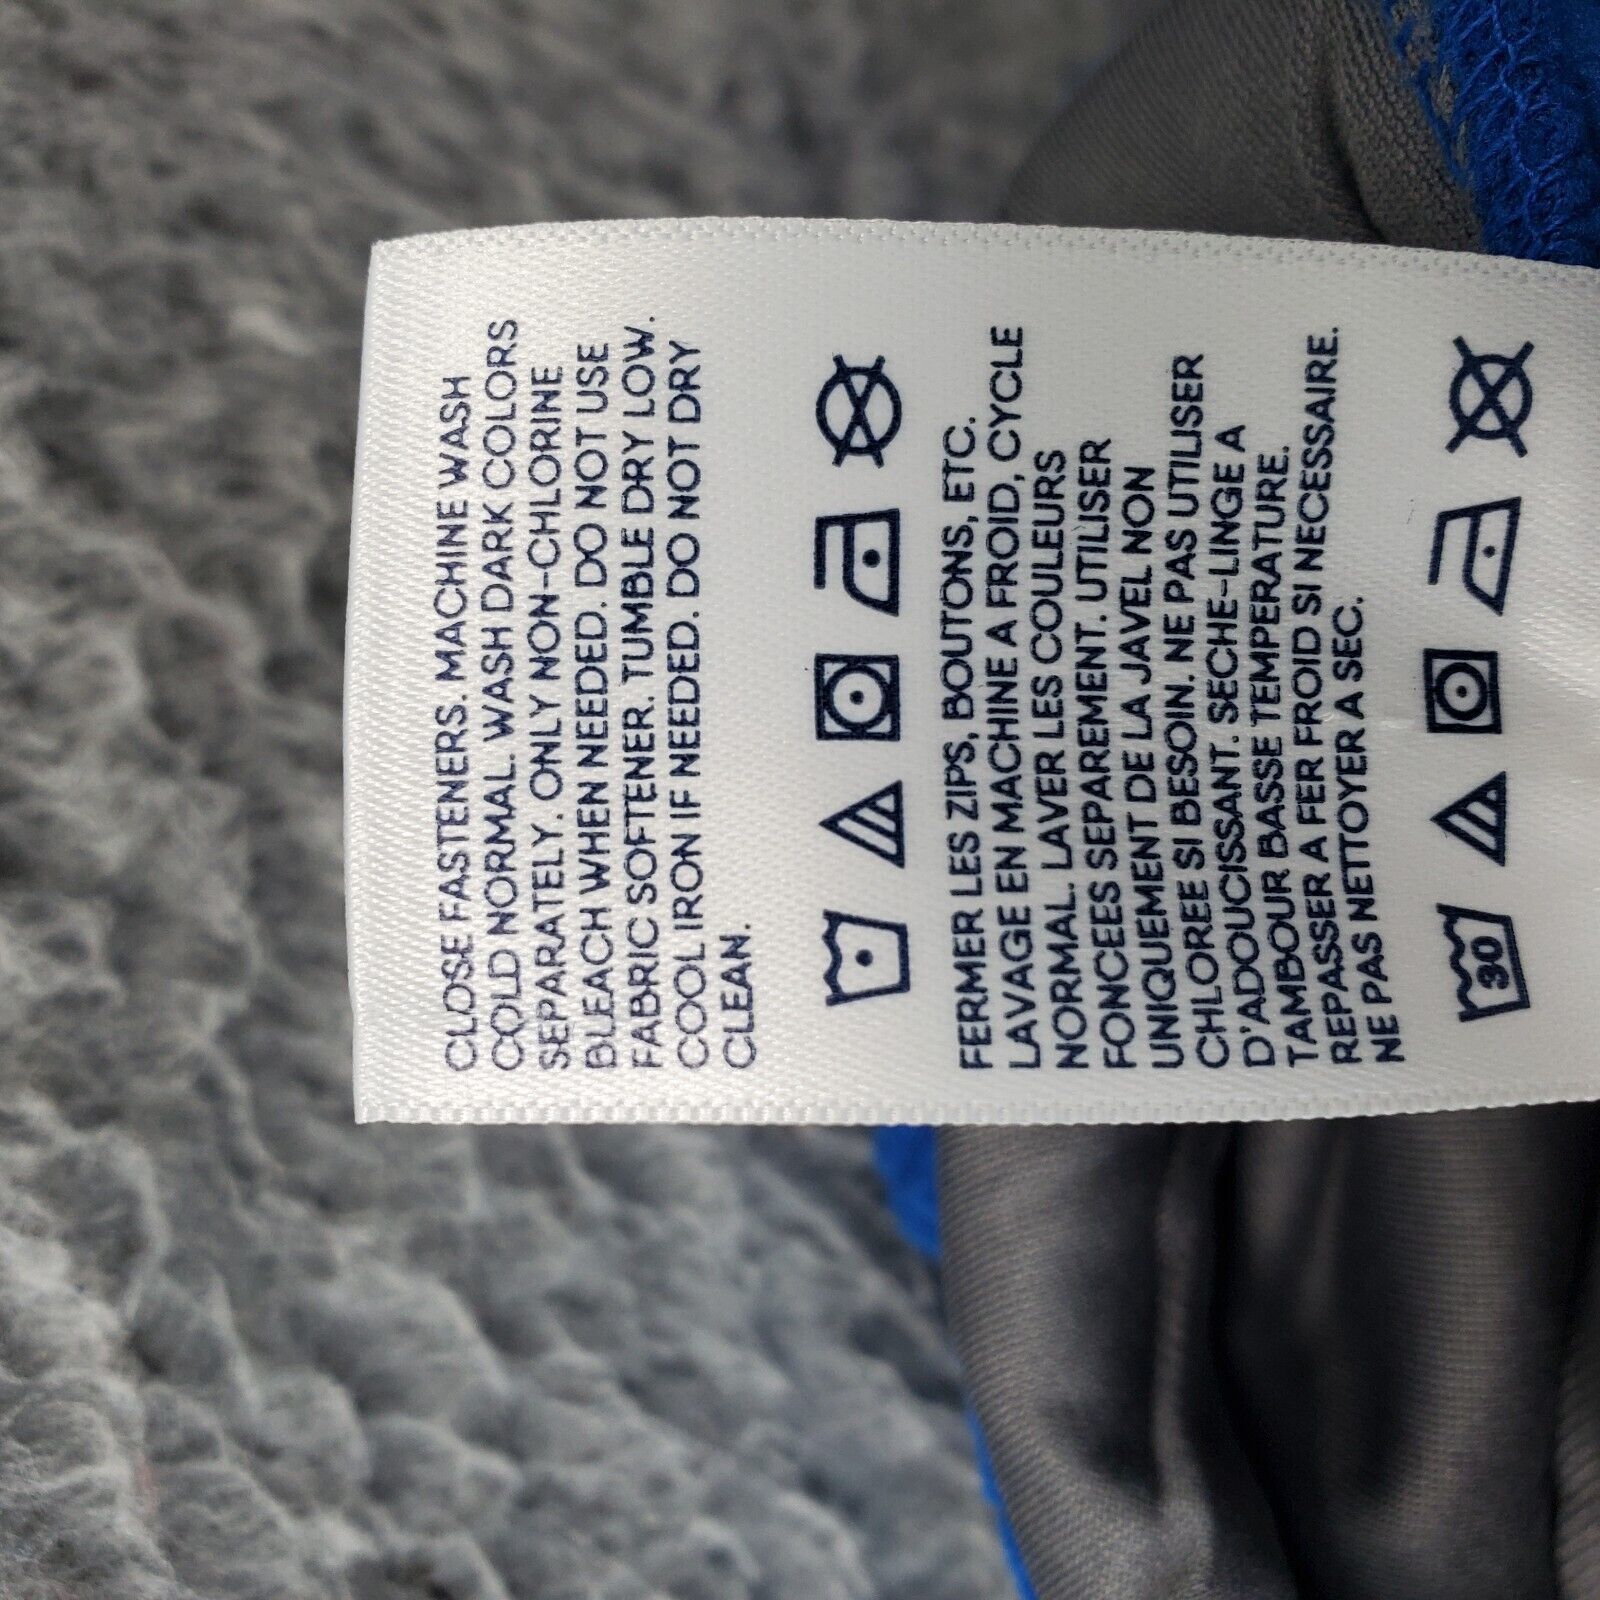 CLOSE FASTENERS. MACHINE WASH
COLD NORMAL. WASH DARK COLORS
SEPARATELY. ONLY NON-CHLORINE
BLEACH WHEN NEEDED. DO NOT USE
FABRIC SOFTENER. TUMBLE DRY LOW.
COOL IRON IF NEEDED. DO NOT DRY
CLEAN.
FERMER LES ZIPS, BOUTONS, ETC.
LAVAGE EN MACHINE A FROID, CYCLE
NORMAL. LAVER LES COULEURS
FONCEES SEPAREMENT. UTILISER
UNIQUEMENT DE LA JAVEL NON
CHLOREE SI BESOIN. NE PAS UTILISER
D'ADOUCISSANT. SECHE-LINGE A
TAMBOUR BASSE TEMPERATURE.
REPASSER A FER FROID SI NECESSAIRE.
NE PAS NETTOYER A SEC.
30